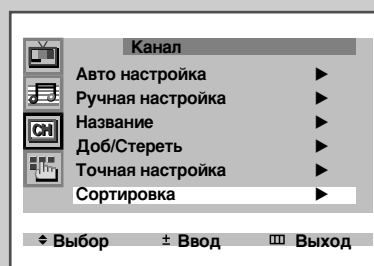 Канал
Авто настройка ►
Ручная настройка ►
Название ►
CH
Доб/Стереть ►
Точная настройка ►
Сортировка ►
Выбор ± Ввод Выход